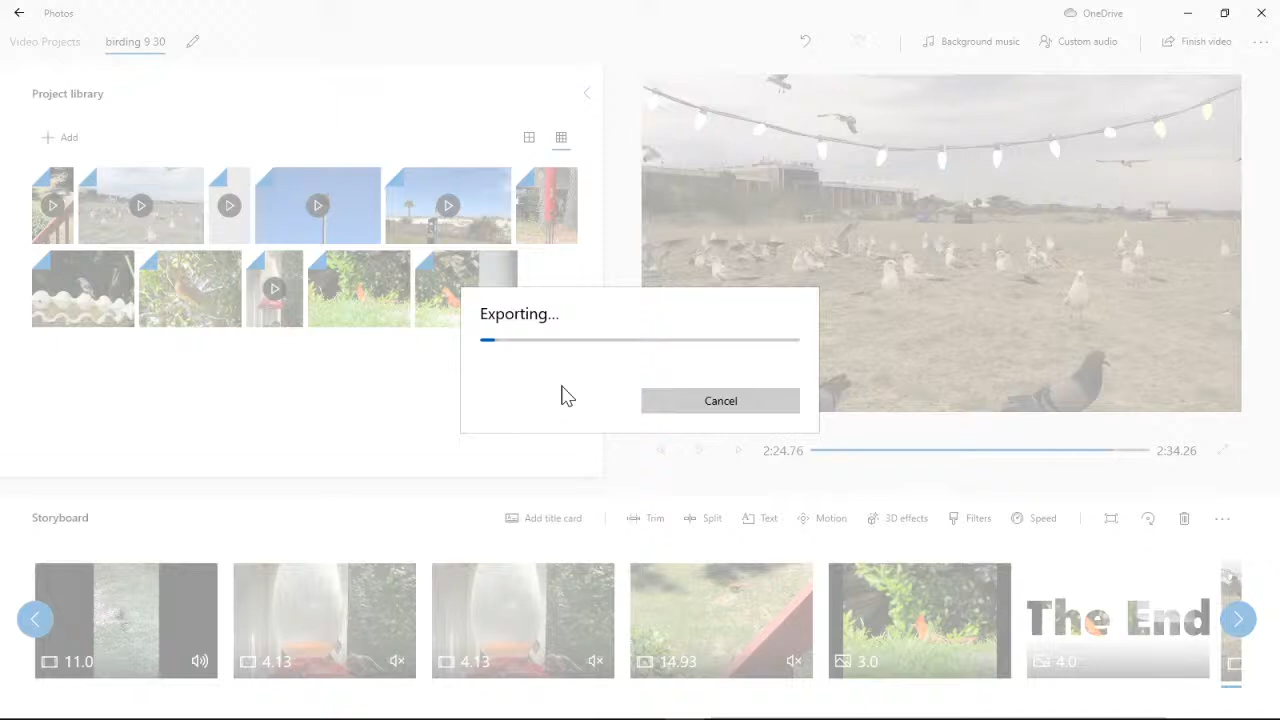 Photos
OneDrive
Video Projects
birding 9 30
Background music
Custom audio
Finish video
Project library
Add
Exporting...
Cancel
2:24.76
2:34.26
Storyboard
Add title card
Trim
Split
Text
Motion
3D effects
Filters
Speed
The End
11.0
4.13
4.13
14.93
3.0
4.0